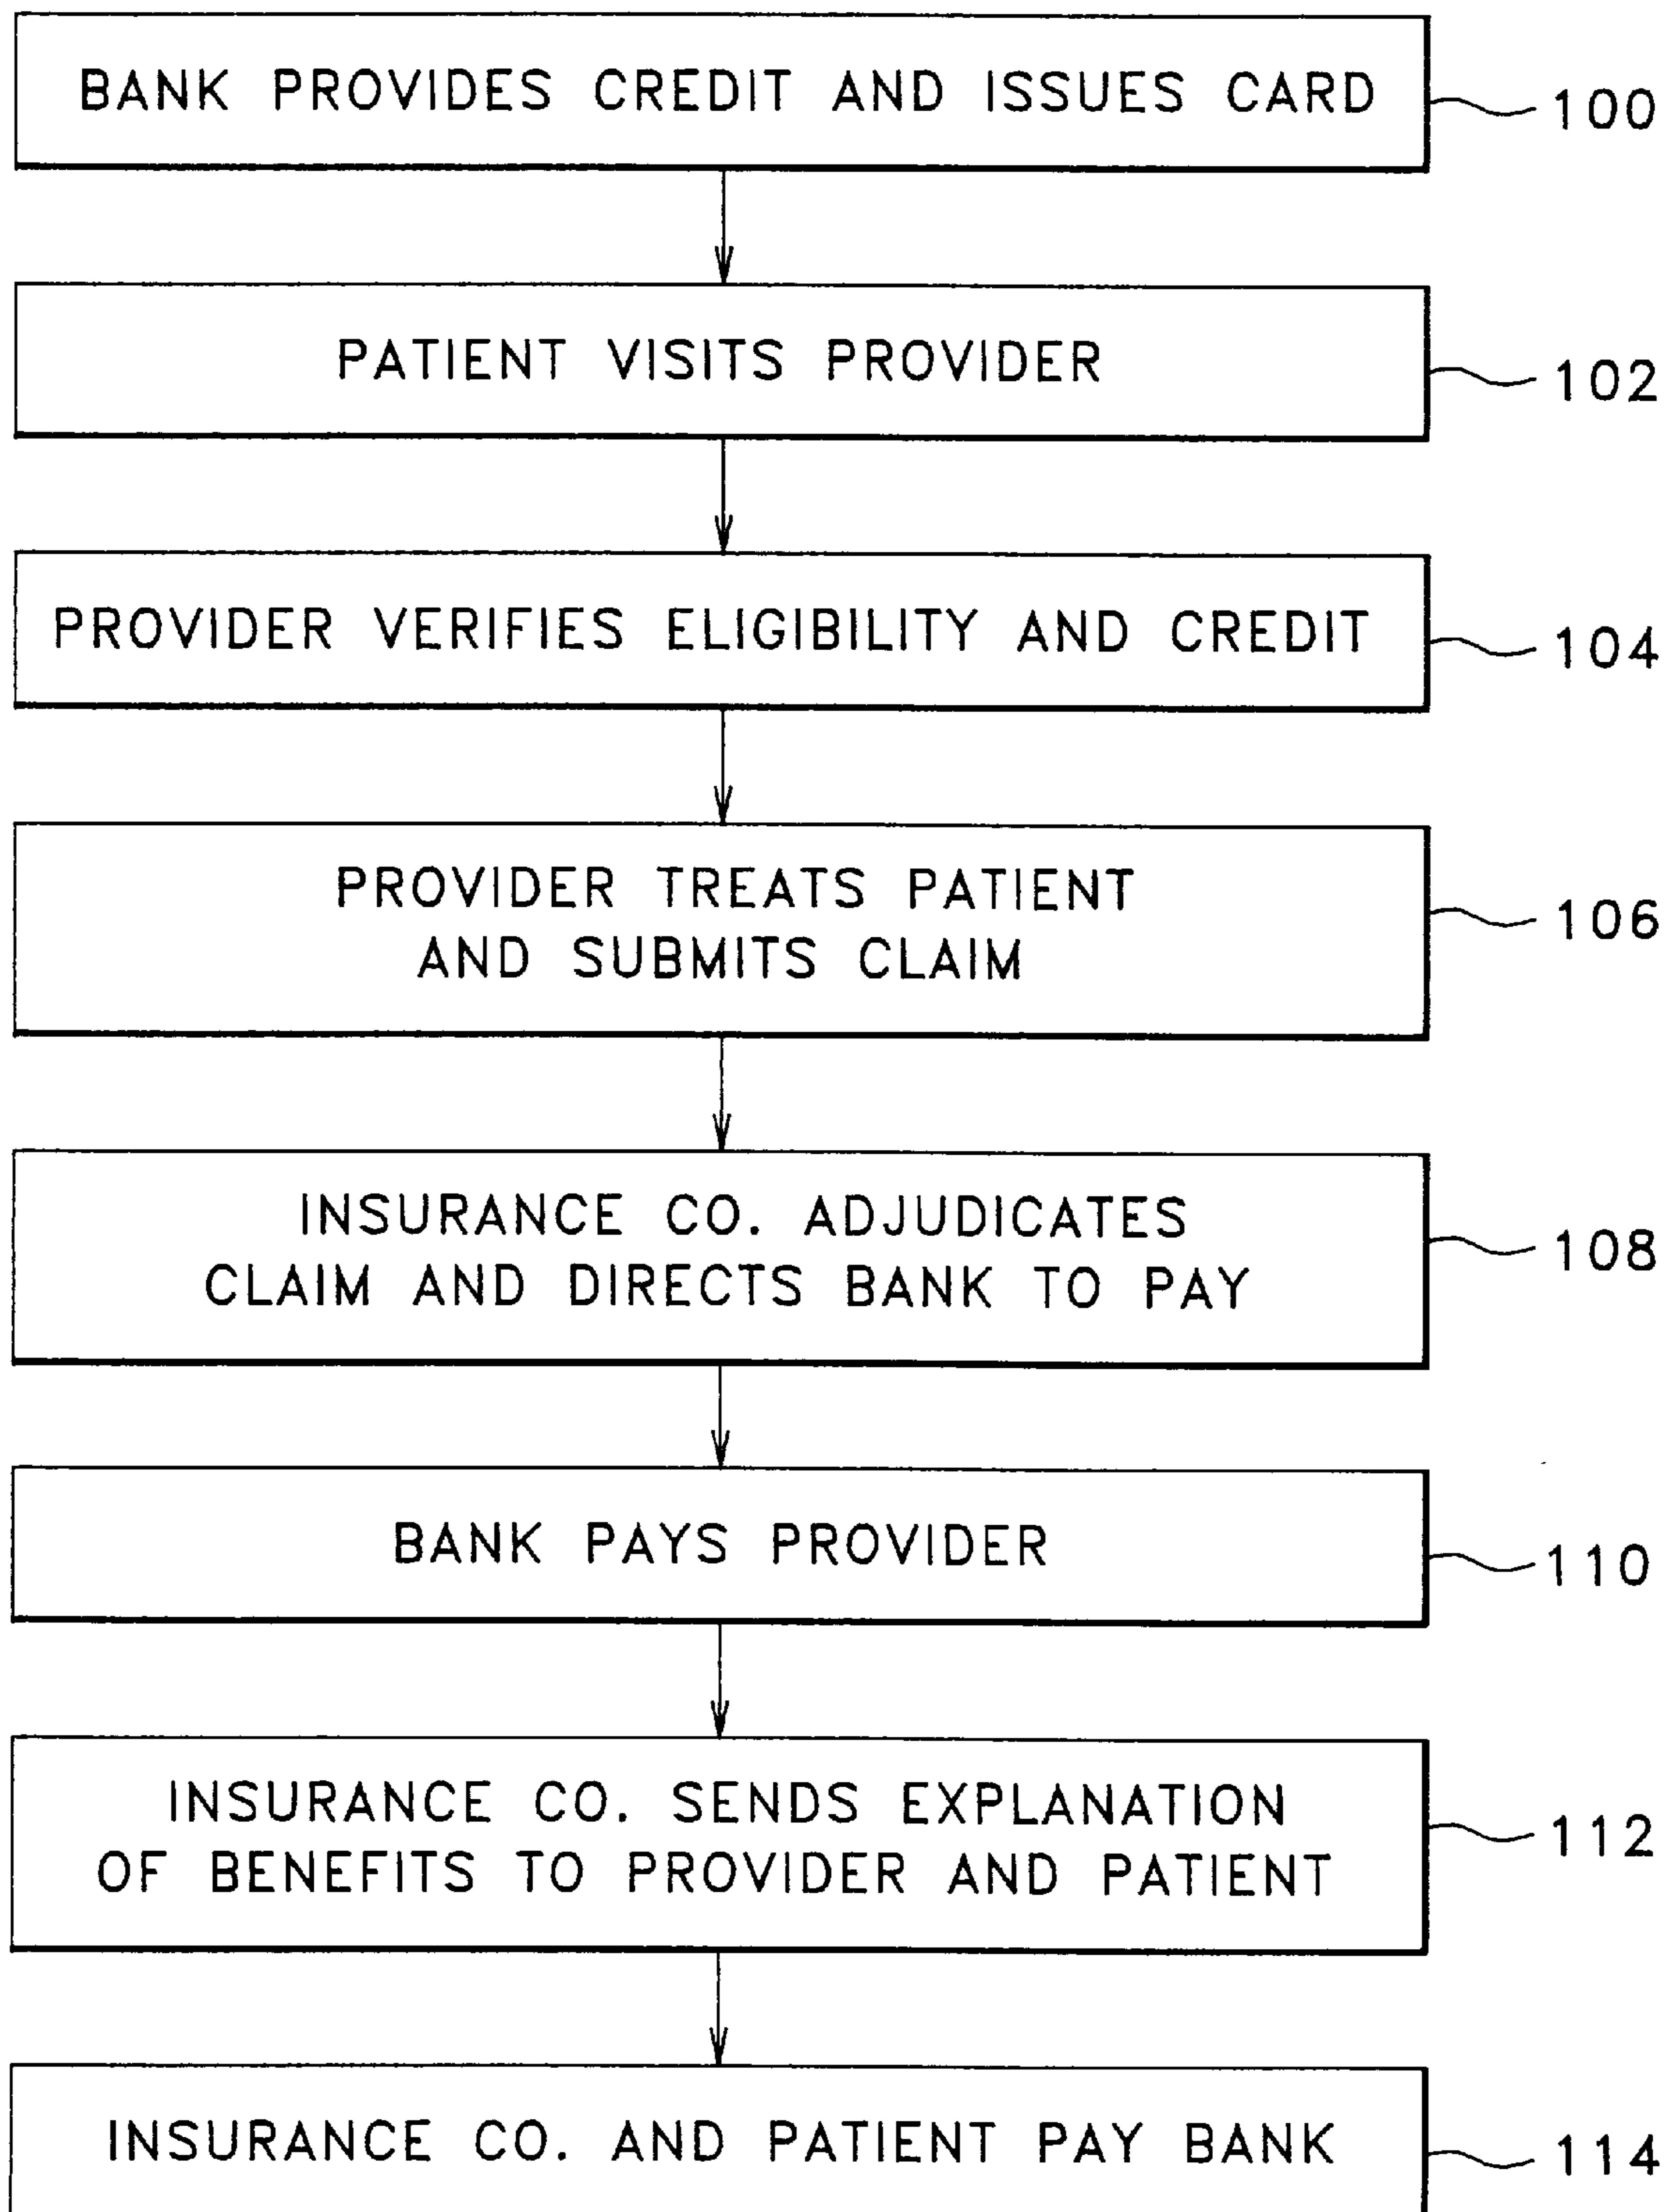 BANK PROVIDES CREDIT AND ISSUES CARD
100
PATIENT VISITS PROVIDER
102
PROVIDER VERIFIES ELIGIBILITY AND CREDIT
104
PROVIDER TREATS PATIENT
AND SUBMITS CLAIM
106
INSURANCE CO. ADJUDICATES
CLAIM AND DIRECTS BANK TO PAY
108
BANK PAYS PROVIDER
110
INSURANCE CO. SENDS EXPLANATION
OF BENEFITS TO PROVIDER AND PATIENT
112
INSURANCE CO. AND PATIENT PAY BANK
114